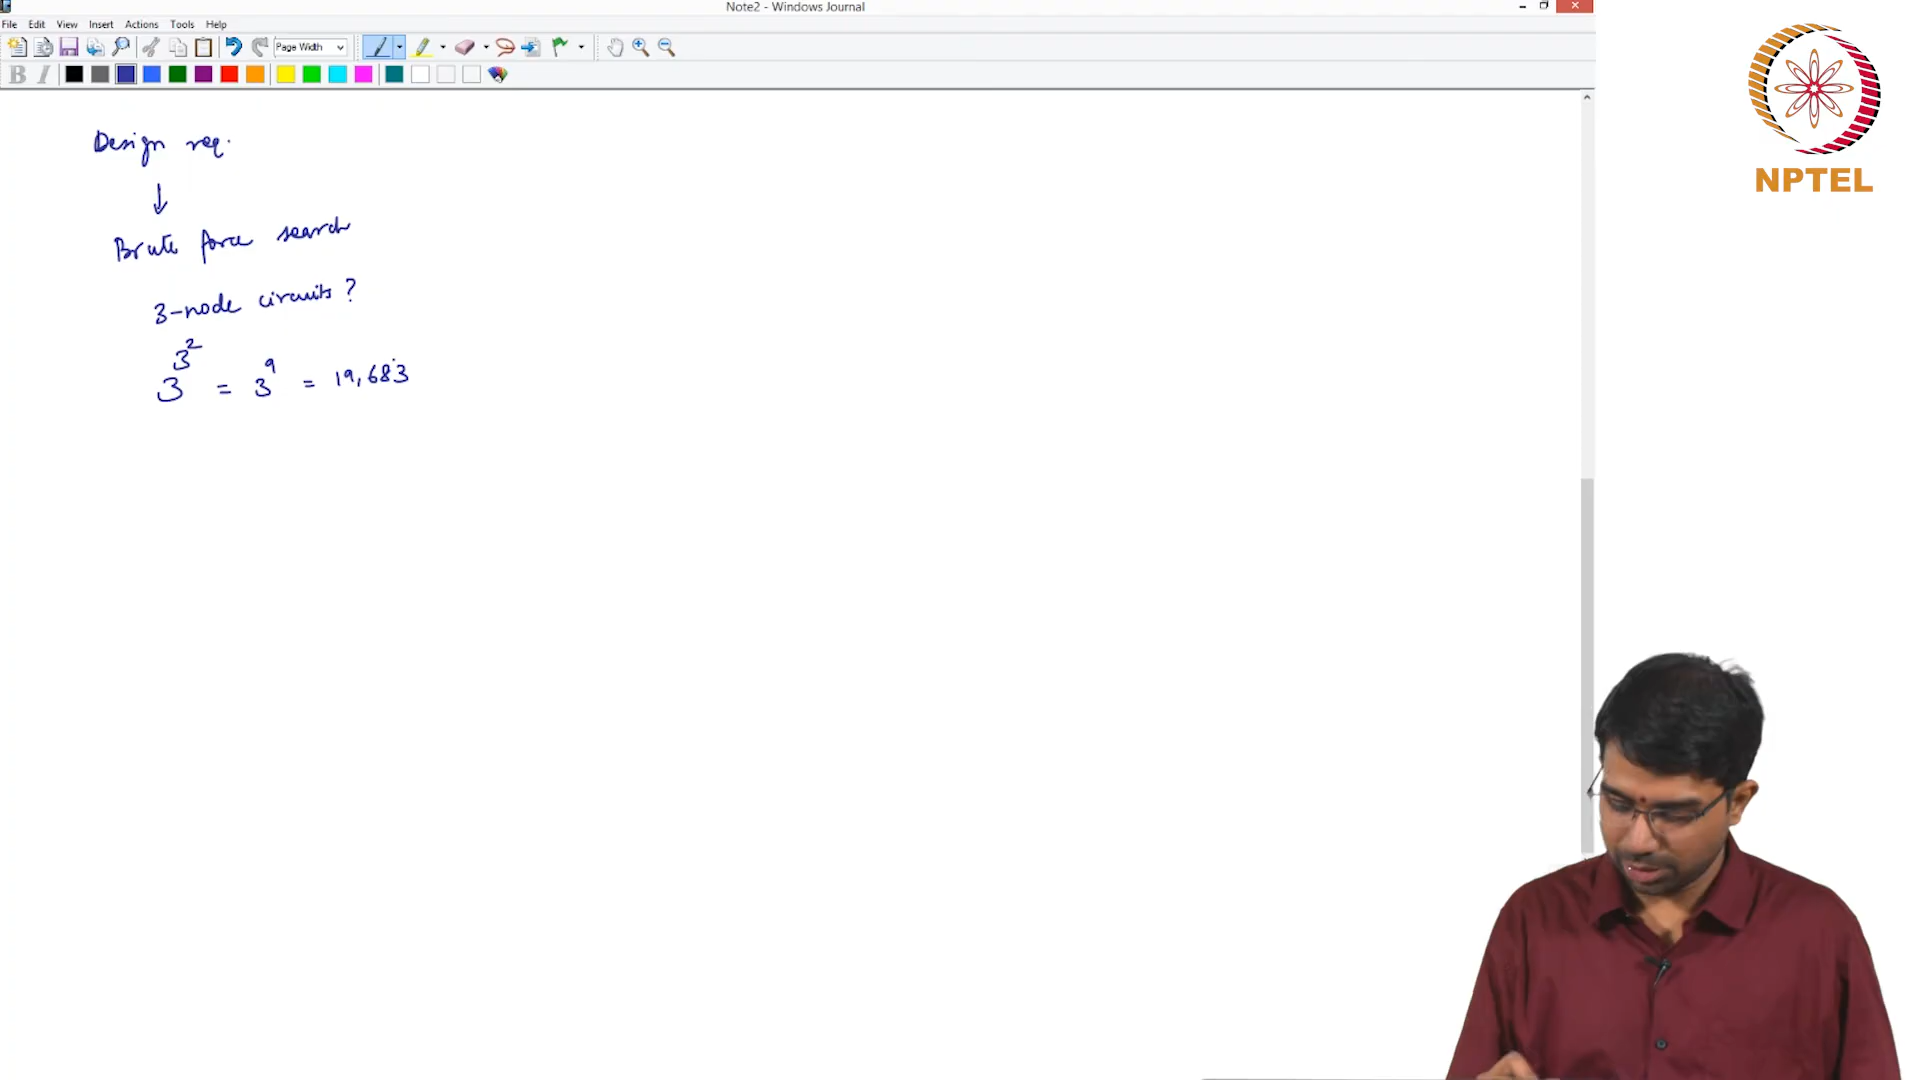 Note2 - Windows Journal
File Edit View Insert Actions Tools Help
Page Width
B I
Design req.
↓
Brute force search
3-node circuits?
3^3^2 = 3^9 = 19,683
NPTEL